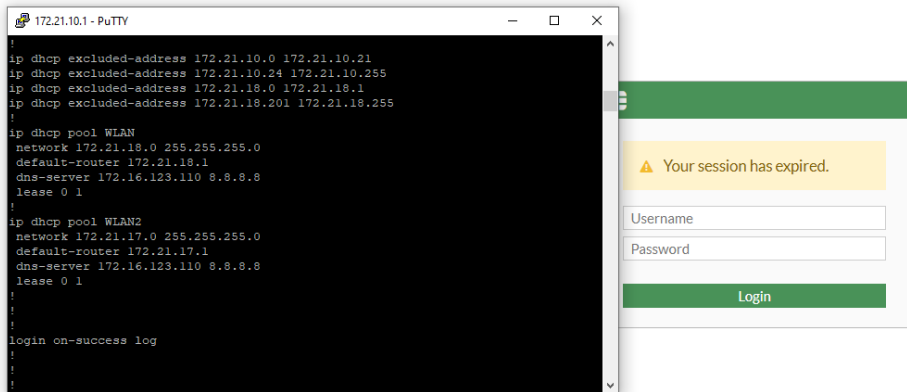 172.21.10.1 - PuTTY
!
ip dhcp excluded-address 172.21.10.0 172.21.10.21
ip dhcp excluded-address 172.21.10.24 172.21.10.255
ip dhcp excluded-address 172.21.18.0 172.21.18.1
ip dhcp excluded-address 172.21.18.201 172.21.18.255
!
ip dhcp pool WLAN
 network 172.21.18.0 255.255.255.0
 default-router 172.21.18.1
 dns-server 172.16.123.110 8.8.8.8
 lease 0 1
!
ip dhcp pool WLAN2
 network 172.21.17.0 255.255.255.0
 default-router 172.21.17.1
 dns-server 172.16.123.110 8.8.8.8
 lease 0 1
!
!
!
login on-success log
!
!
!
Your session has expired.
Username
Password
Login